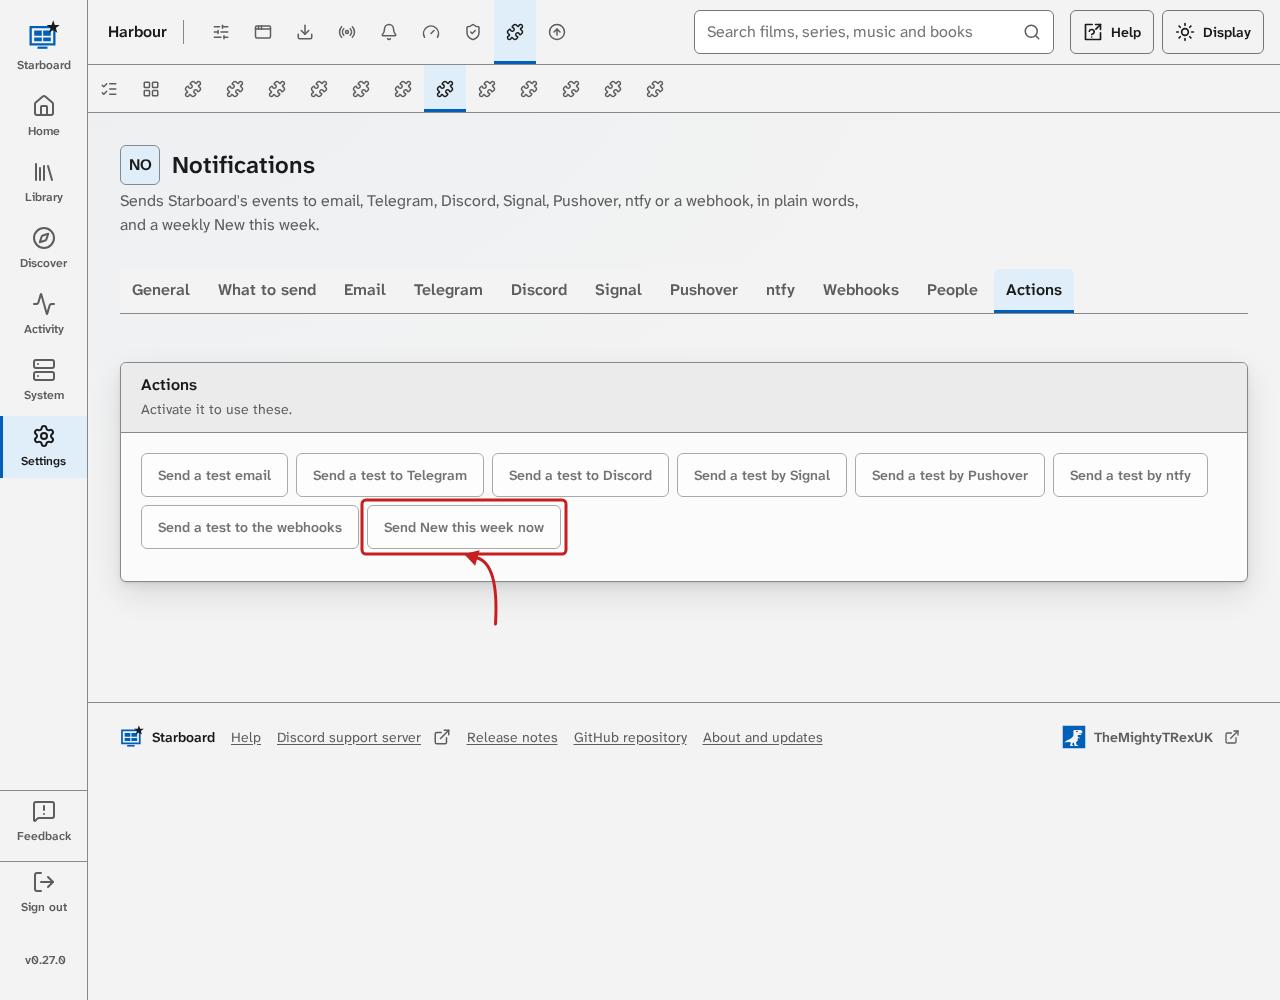 Starboard
Harbour
Search films, series, music and books
Help
Display
Home
Library
Discover
Activity
System
Settings
NO
Notifications
Sends Starboard's events to email, Telegram, Discord, Signal, Pushover, ntfy or a webhook, in plain words,
and a weekly New this week.
General
What to send
Email
Telegram
Discord
Signal
Pushover
ntfy
Webhooks
People
Actions
Actions
Activate it to use these.
Send a test email
Send a test to Telegram
Send a test to Discord
Send a test by Signal
Send a test by Pushover
Send a test by ntfy
Send a test to the webhooks
Send New this week now
Starboard
Help
Discord support server
Release notes
GitHub repository
About and updates
TheMightyTRexUK
Feedback
Sign out
v0.27.0